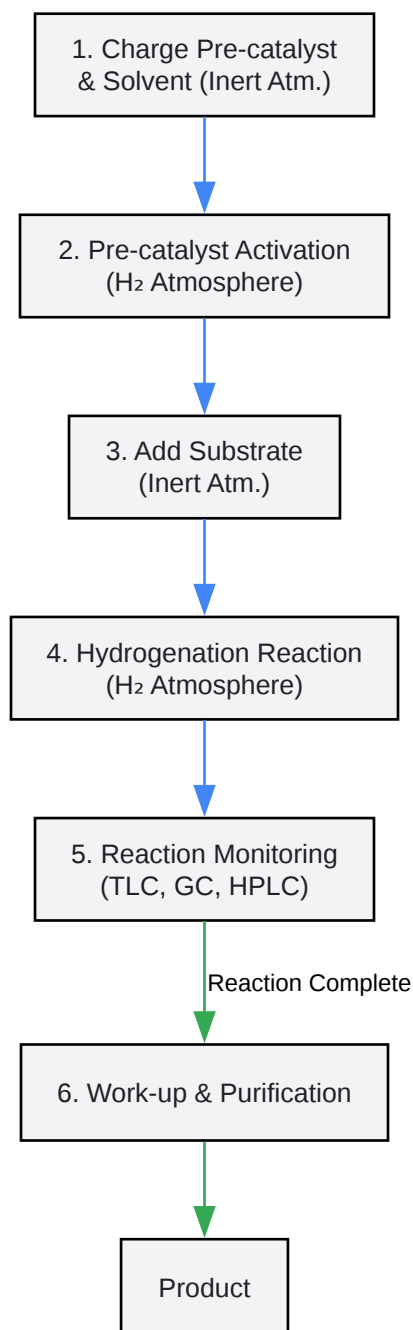 1. Charge Pre-catalyst
& Solvent (Inert Atm.)
2. Pre-catalyst Activation
(H₂ Atmosphere)
3. Add Substrate
(Inert Atm.)
4. Hydrogenation Reaction
(H₂ Atmosphere)
5. Reaction Monitoring
(TLC, GC, HPLC)
Reaction Complete
6. Work-up & Purification
Product